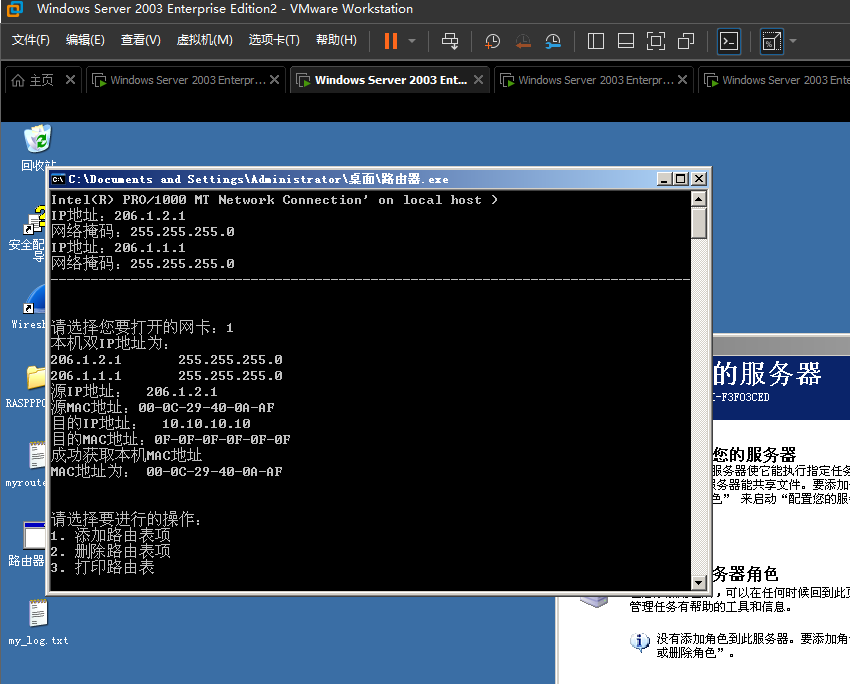 Windows Server 2003 Enterprise Edition2 - VMware Workstation
文件(F) 编辑(E) 查看(V) 虚拟机(M) 选项卡(T) 帮助(H)
主页 Windows Server 2003 Enterpr... Windows Server 2003 Ent... Windows Server 2003 Enterpr... Windows Server 2003 Ente
回收站
C:\Documents and Settings\Administrator\桌面\路由器.exe
Intel(R) PRO/1000 MT Network Connection' on local host )
IP地址: 206.1.2.1
网络掩码: 255.255.255.0
IP地址: 206.1.1.1
网络掩码: 255.255.255.0
请选择您要打开的网卡: 1
本机双IP地址为:
206.1.2.1 255.255.255.0
206.1.1.1 255.255.255.0
源IP地址: 206.1.2.1
源MAC地址: 00-0C-29-40-0A-AF
目的IP地址: 10.10.10.10
目的MAC地址: 0F-0F-0F-0F-0F-0F
成功获取本机MAC地址
MAC地址为: 00-0C-29-40-0A-AF
请选择要进行的操作:
1. 添加路由表项
2. 删除路由表项
3. 打印路由表
安全配
导
Wiresh
RASPPPO
myroute
路由器
my_log.txt
的服务器
-F3F03CED
您的服务器
服务器使它能执行指定任务
服务器能共享文件。要添加
色” 来启动“配置您的服
务器角色
，可以在任何时候回到此页
管理任务有帮助的工具和信息。
没有添加角色到此服务器。要添加角
或删除角色”。